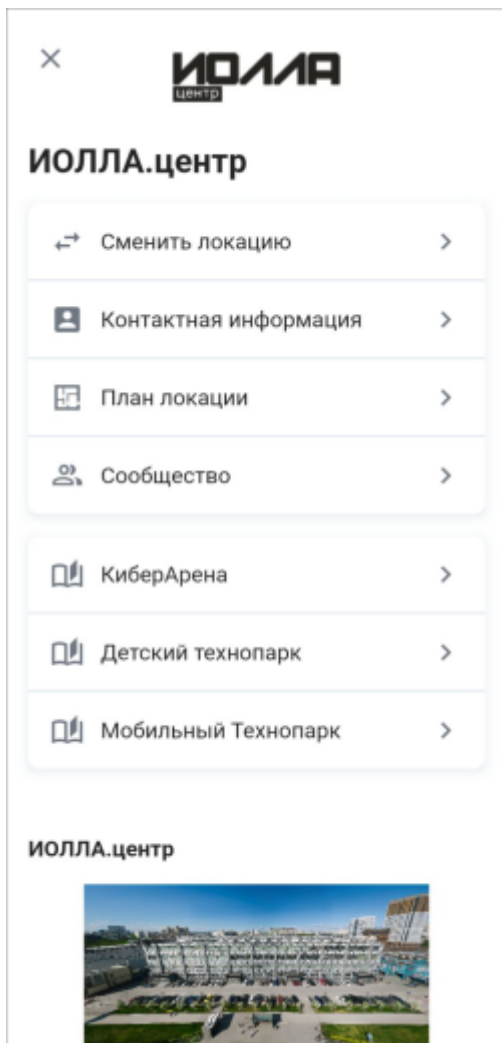 ИОЛЛА
центр
ИОЛЛА.центр
Сменить локацию
Контактная информация
План локации
Сообщество
КиберАрена
Детский технопарк
Мобильный Технопарк
ИОЛЛА.центр